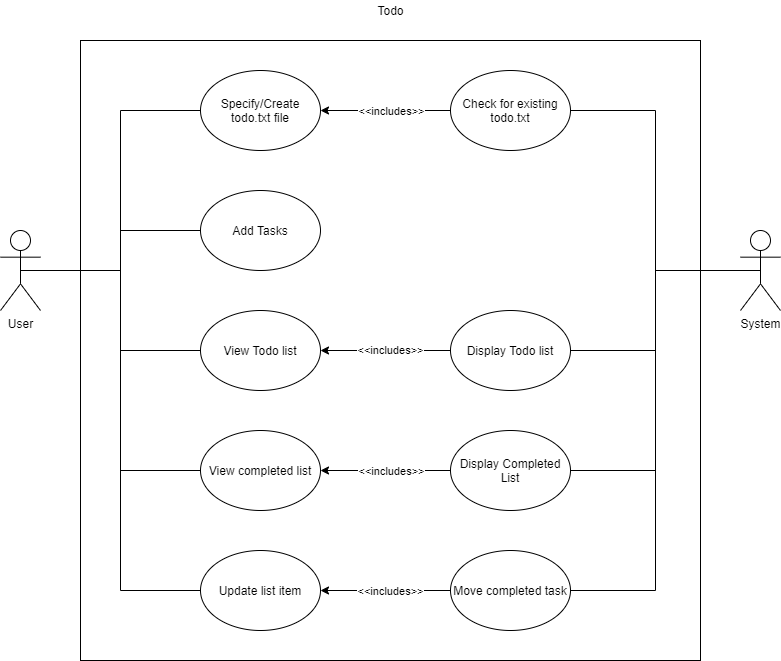 Todo
Specify/Create
todo.txt file
<<includes>>
Check for existing
todo.txt
Add Tasks
User
System
View Todo list
<<includes>>
Display Todo list
View completed list
<<includes>>
Display Completed
List
Update list item
<<includes>>
Move completed task